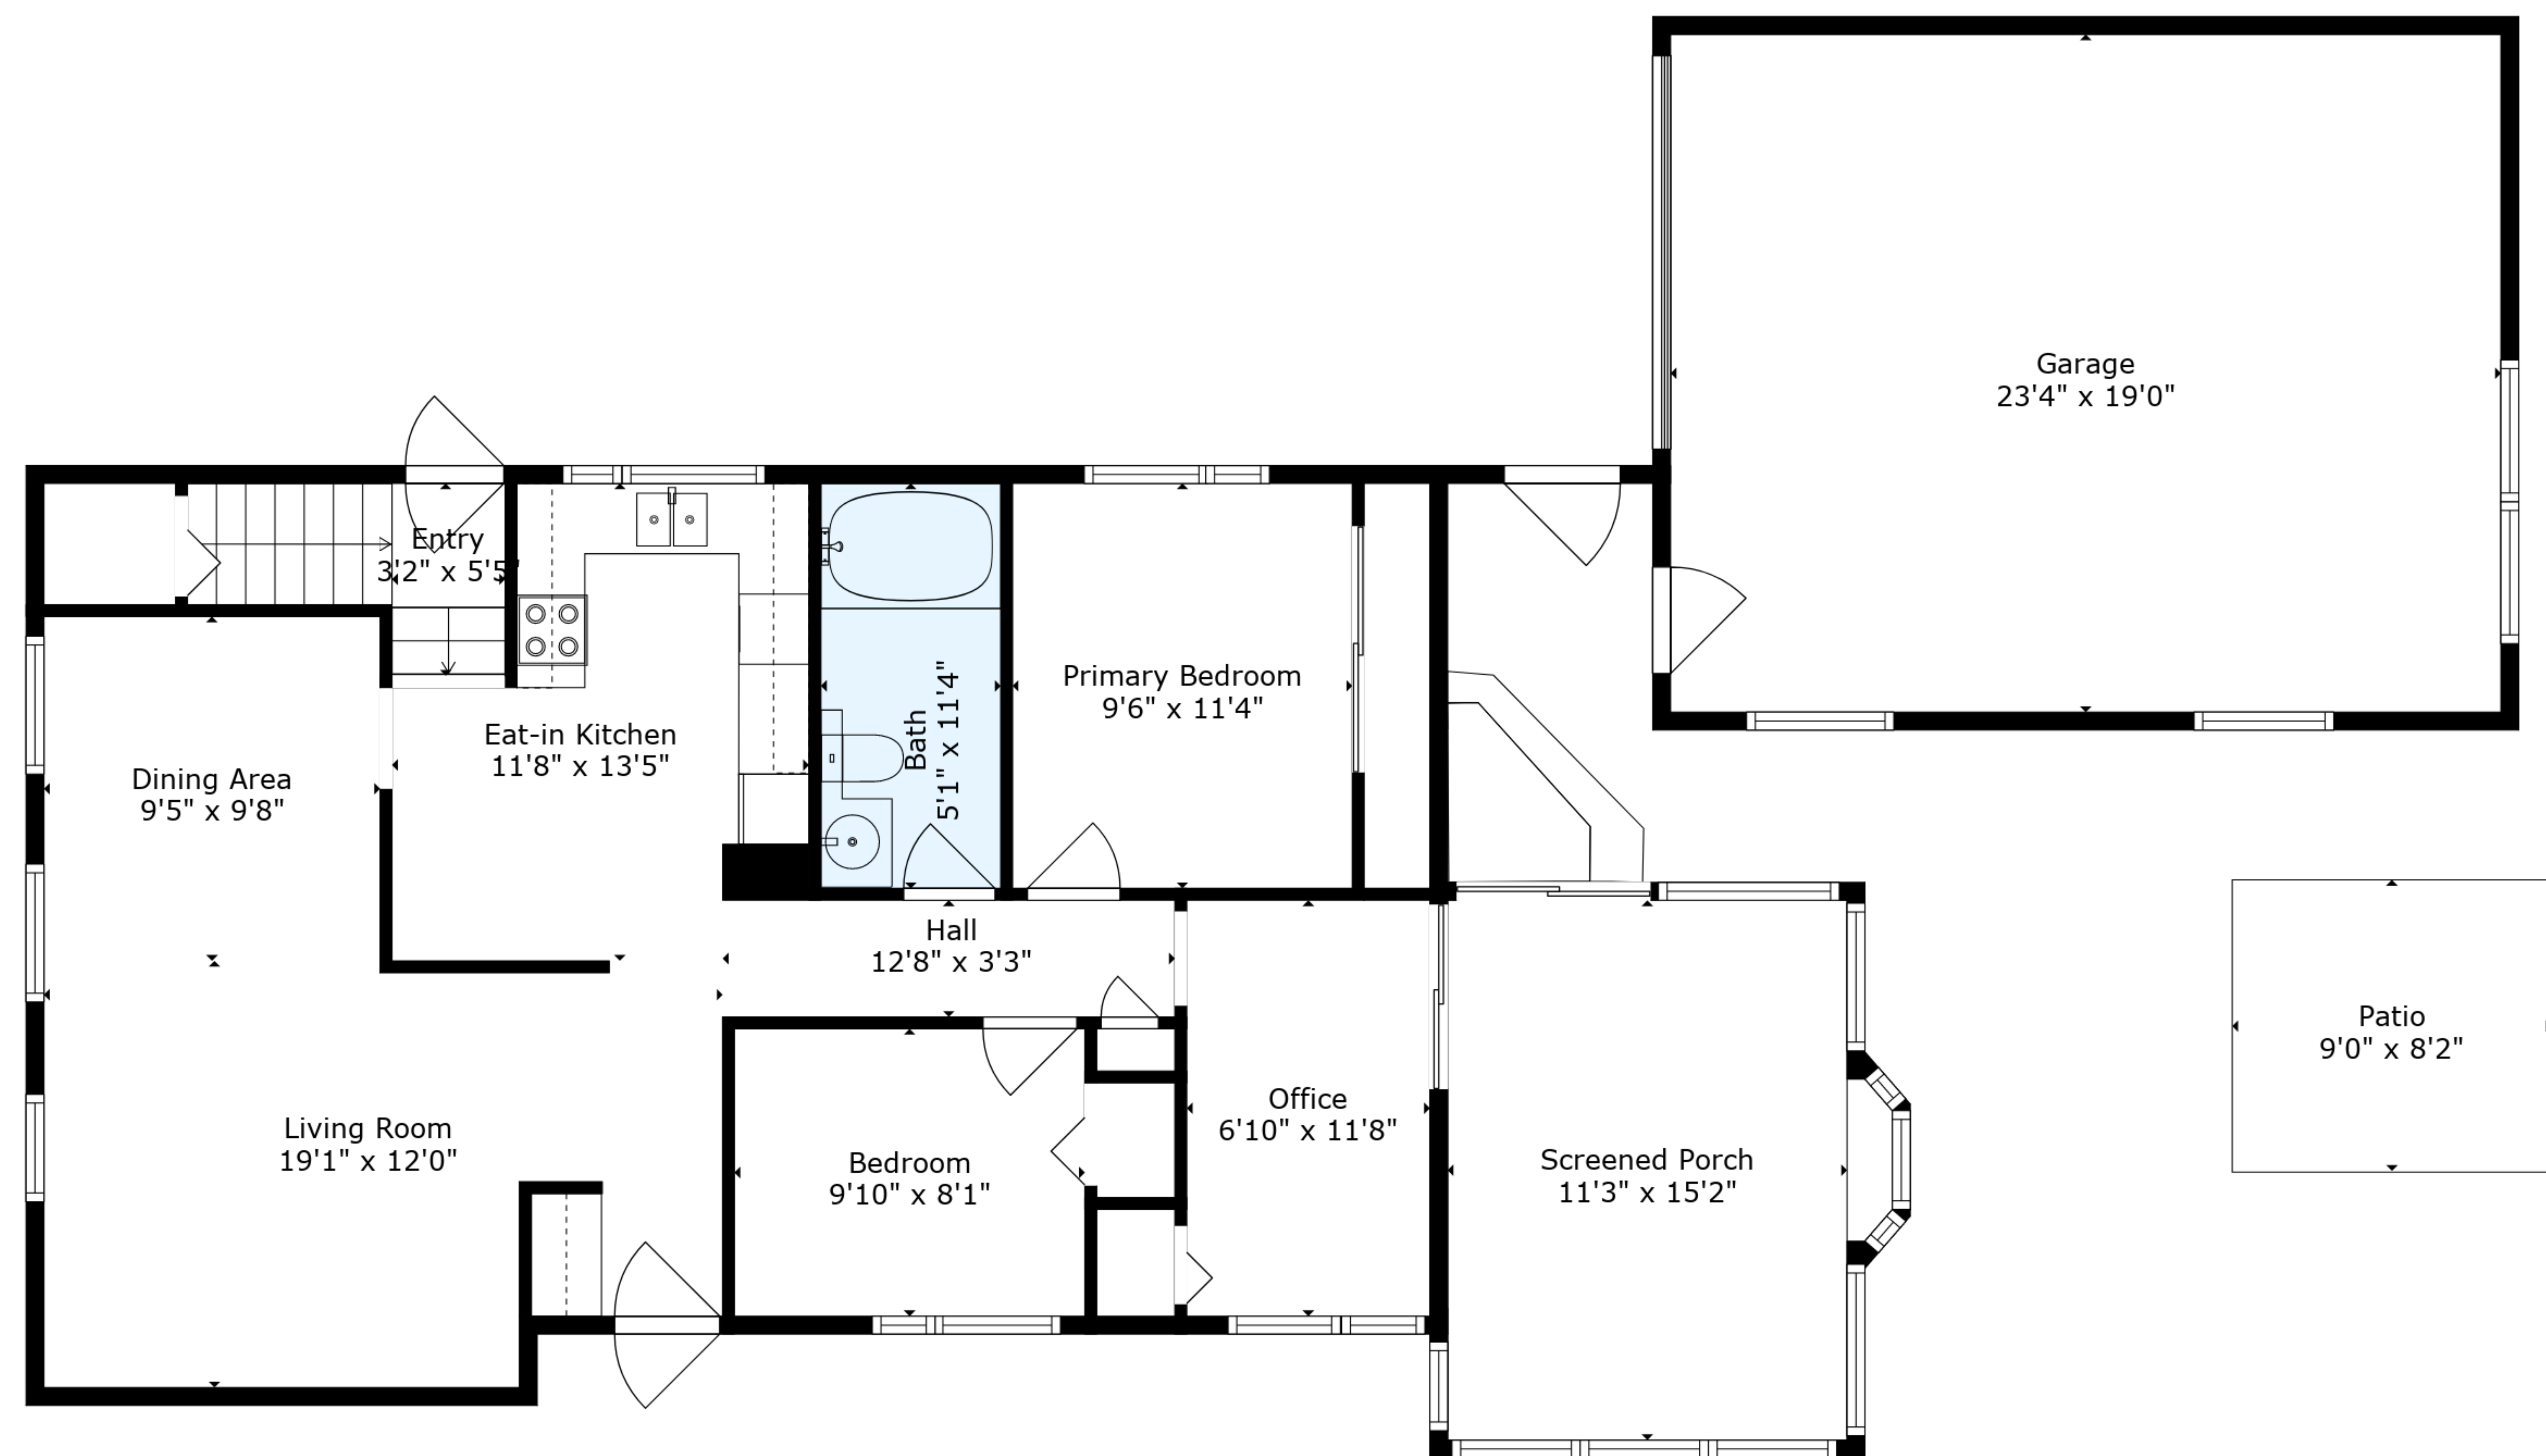 Garage
23'4" x 19'0"
Entry
3'2" x 5'5"
Primary Bedroom
9'6" x 11'4"
Bath
5'1" x 11'4"
Eat-in Kitchen
11'8" x 13'5"
Dining Area
9'5" x 9'8"
Hall
12'8" x 3'3"
Patio
9'0" x 8'2"
Office
6'10" x 11'8"
Living Room
19'1" x 12'0"
Bedroom
9'10" x 8'1"
Screened Porch
11'3" x 15'2"